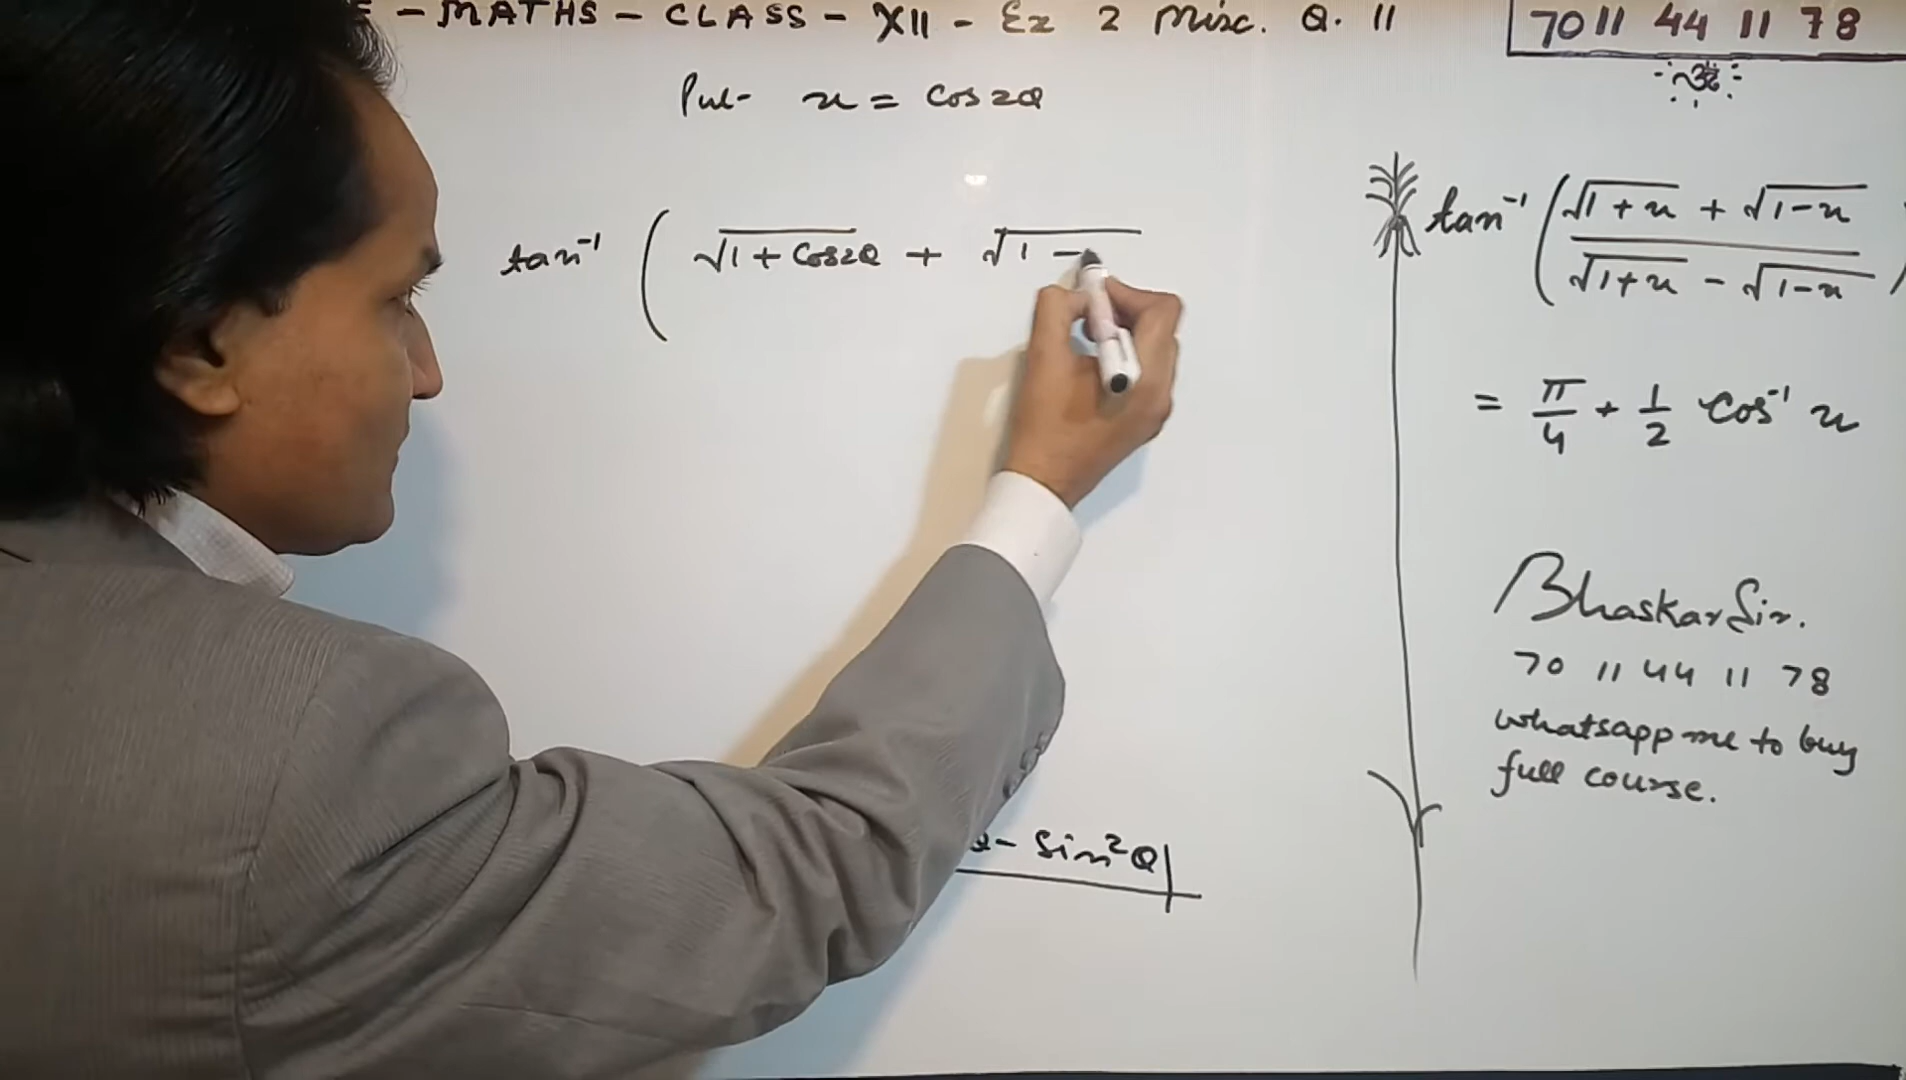 - MATHS - CLASS - XII - Ex 2 Misc. Q. 11
70 11 44 11 78
ॐ
Put x = cos2θ
tan⁻¹ ( √1 + cos2θ + √1 -
θ - sin²θ
tan⁻¹ ( √1 + x + √1 - x
√1 + x - √1 - x )
= π/4 + 1/2 cos⁻¹ x
Bhaskar Sir.
70 11 44 11 78
whatsapp me to buy
full course.